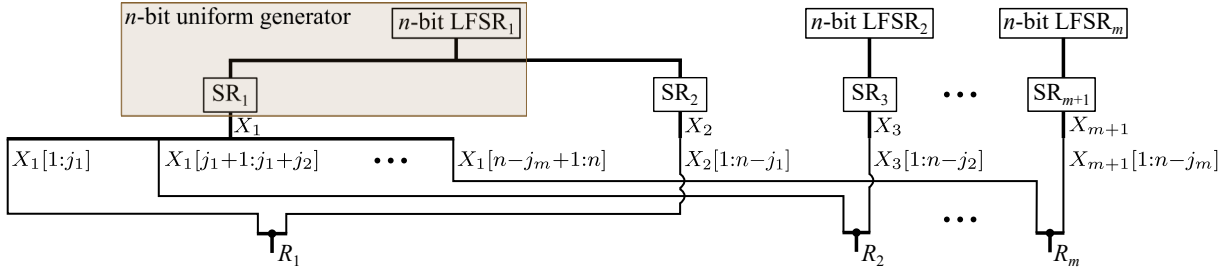 n-bit uniform generator
n-bit LFSR₁
n-bit LFSR₂
n-bit LFSRₘ
SR₁
SR₂
SR₃
•••
SRₘ₊₁
X₁
X₂
X₃
Xₘ₊₁
X₁[1:j₁]
X₁[j₁+1:j₁+j₂]
•••
X₁[n−jₘ+1:n]
X₂[1:n−j₁]
X₃[1:n−j₂]
Xₘ₊₁[1:n−jₘ]
•••
R₁
R₂
Rₘ